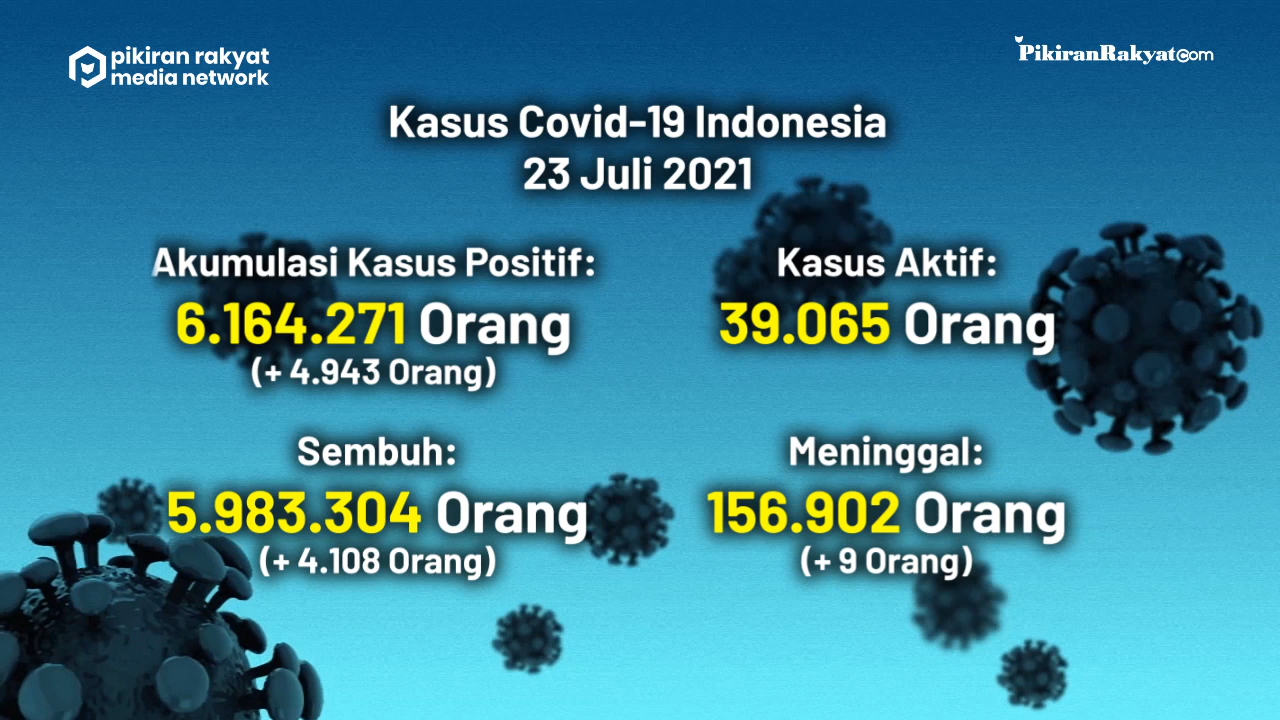 pikiran rakyat
media network
PikiranRakyat.com
Kasus Covid-19 Indonesia
23 Juli 2021
Akumulasi Kasus Positif:
6.164.271 Orang
(+ 4.943 Orang)
Kasus Aktif:
39.065 Orang
Sembuh:
5.983.304 Orang
(+ 4.108 Orang)
Meninggal:
156.902 Orang
(+ 9 Orang)